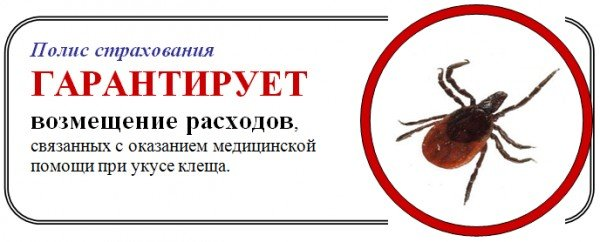 Полис страхования
ГАРАНТИРУЕТ
возмещение расходов,
связанных с оказанием медицинской
помощи при укусе клеща.